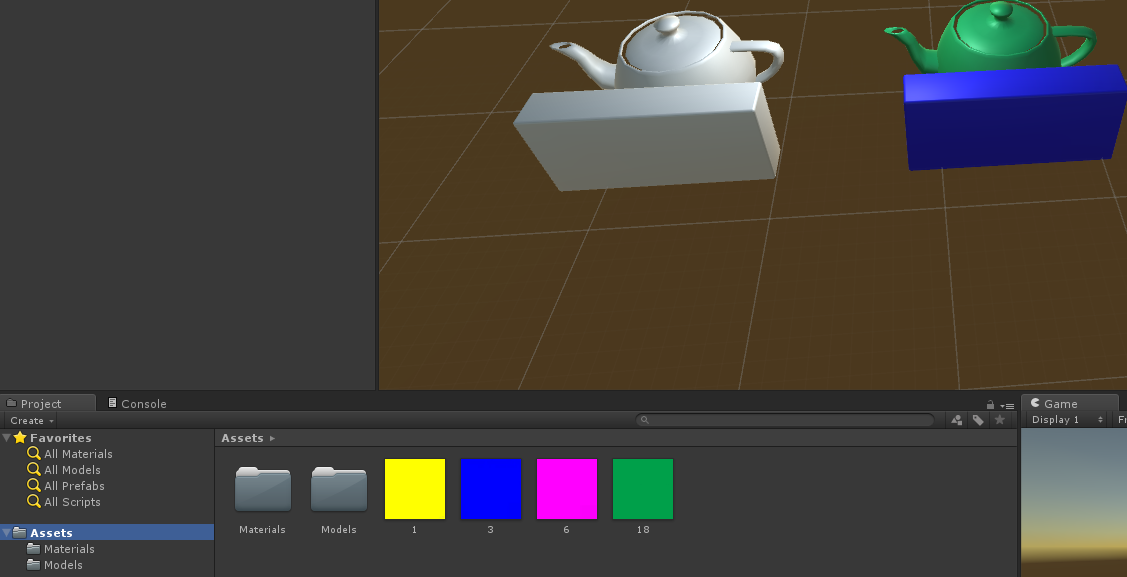 Project
Console
Game
Create
Display 1
Favorites
Assets
All Materials
All Models
All Prefabs
All Scripts
Materials
Models
1
3
6
18
Assets
Materials
Models